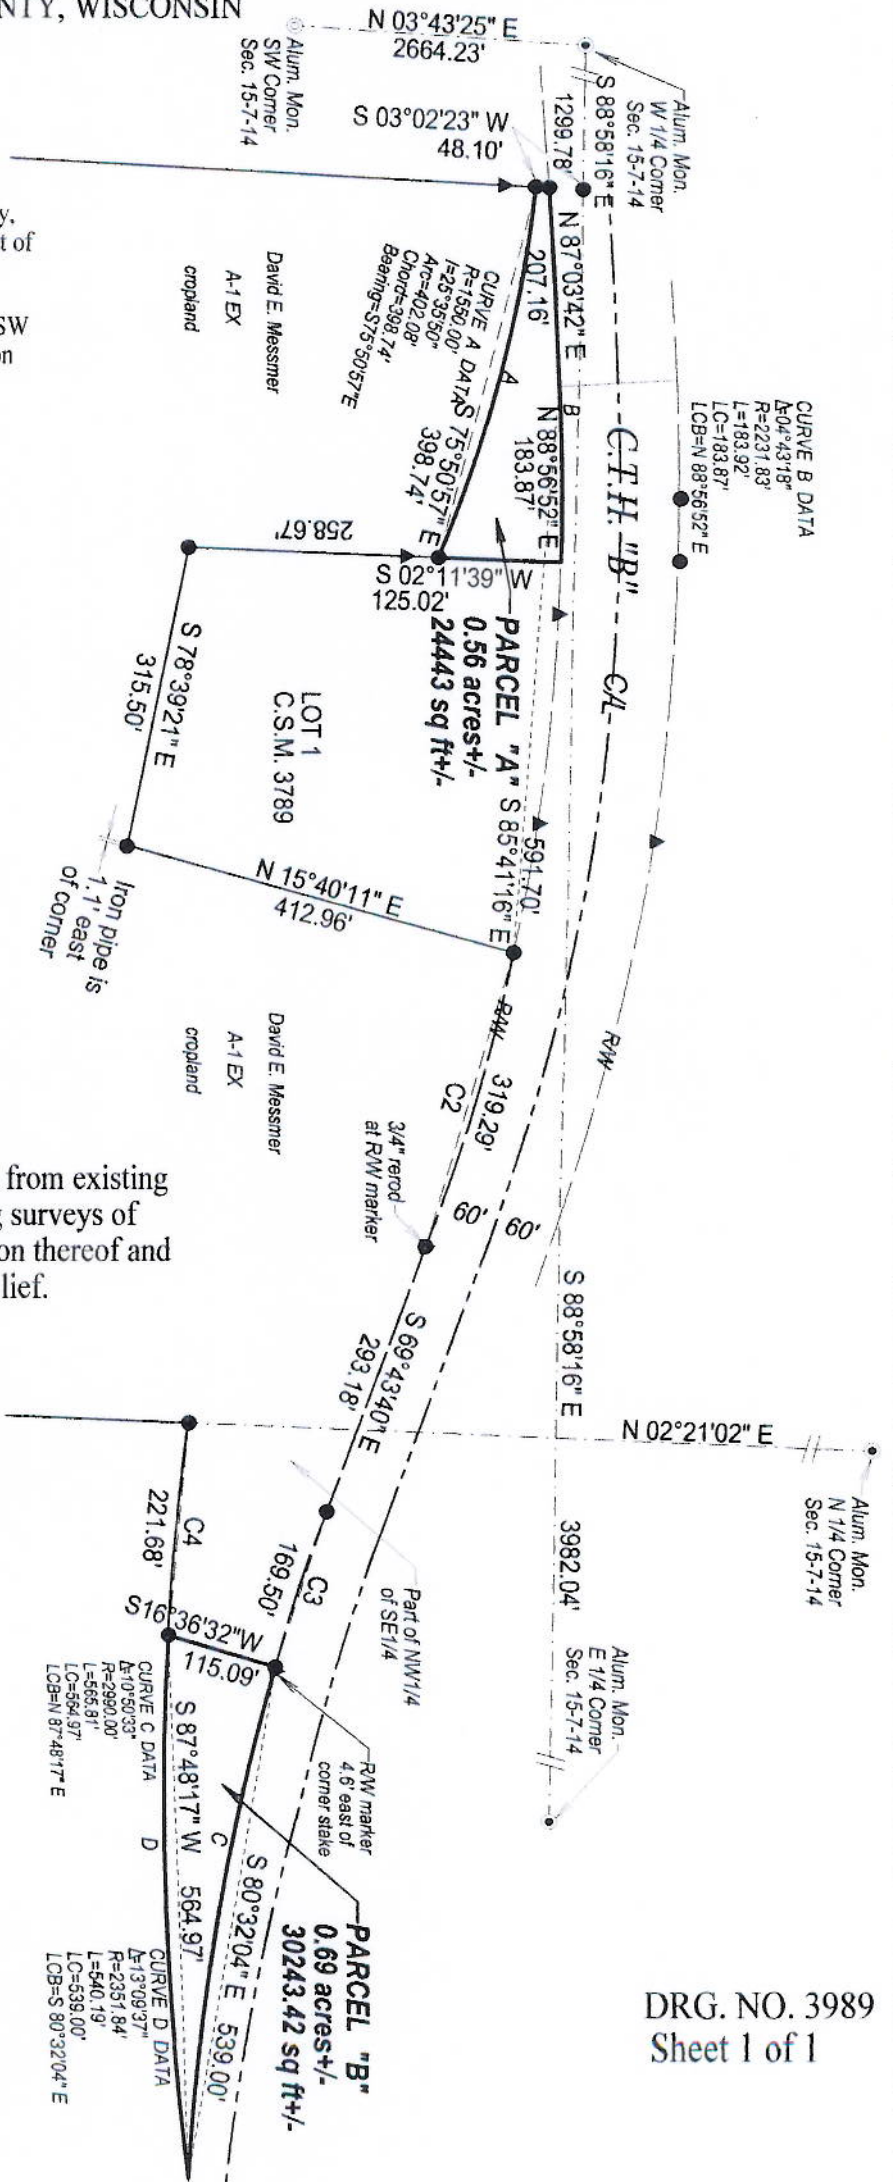 NTY, WISCONSIN
N 03°43'25" E
2664.23'
Alum. Mon.
SW Corner
Sec. 15-7-14
Alum. Mon.
W 1/4 Corner
Sec. 15-7-14
S 88°58'16" E
1299.78'
S 03°02'23" W
48.10'
y,
t of
SW
on
David E. Messmer
A-1 EX
cropland
CURVE A DATA
R=1550.00'
Arc=402.08'
Chord=398.74'
Bearing=S75°50'57"E
N 87°03'42" E
207.16'
A
B
S 75°50'57" E
398.74'
N 88°56'52" E
183.87'
C.T.H. "B"
C/L
CURVE B DATA
Δ=04°43'18"
R=2231.83'
L=183.92'
LC=183.87'
LCB=N 88°56'52" E
258.67'
S 02°11'39" W
125.02'
PARCEL "A"
0.56 acres+/-
24443 sq ft+/-
S 78°39'21" E
315.50'
LOT 1
C.S.M. 3789
S 85°41'16" E
591.70'
N 15°40'11" E
412.96'
Iron pipe is
1.1' east
of corner
David E. Messmer
A-1 EX
cropland
R/W
R/W
319.29'
C2
3/4" rerod
at R/W marker
60'
60'
from existing
g surveys of
on thereof and
lief.
S 88°58'16" E
3982.04'
S 69°43'40" E
293.18'
N 02°21'02" E
Alum. Mon.
N 1/4 Corner
Sec. 15-7-14
Alum. Mon.
E 1/4 Corner
Sec. 15-7-14
C4
221.68'
C3
169.50'
Part of NW1/4
of SE1/4
S16°36'32"W
115.09'
R/W marker
4.6' east of
corner stake
CURVE C DATA
Δ=10°50'33"
R=2990.00'
L=565.81'
LC=564.97'
LCB=N 87°48'17" E
S 87°48'17" W 564.97'
C
D
S 80°32'04" E 539.00'
PARCEL "B"
0.69 acres+/-
30243.42 sq ft+/-
CURVE D DATA
Δ=13°09'37"
R=2351.84'
L=540.19'
LC=539.00'
LCB=S 80°32'04" E
DRG. NO. 3989
Sheet 1 of 1